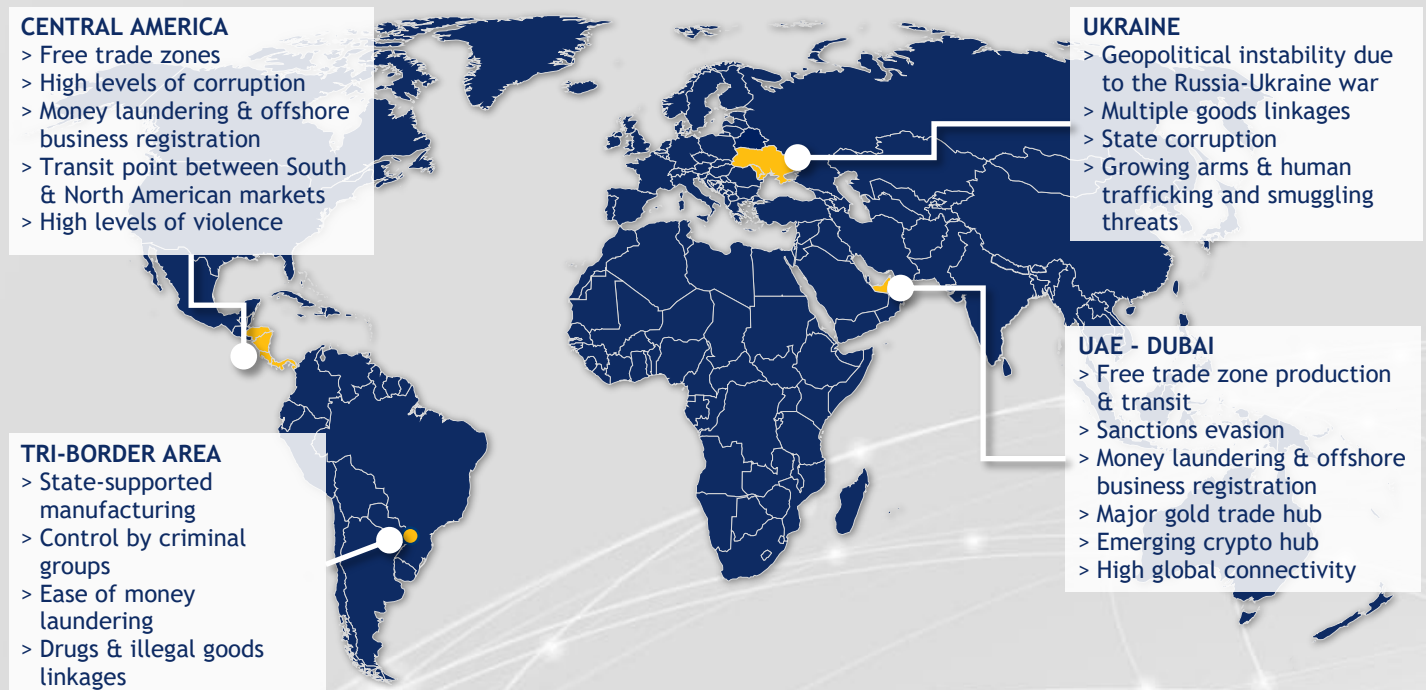 CENTRAL AMERICA
> Free trade zones
> High levels of corruption
> Money laundering & offshore
business registration
> Transit point between South
& North American markets
> High levels of violence
UKRAINE
> Geopolitical instability due
to the Russia-Ukraine war
> Multiple goods linkages
> State corruption
> Growing arms & human
trafficking and smuggling
threats
TRI-BORDER AREA
> State-supported
manufacturing
> Control by criminal
groups
> Ease of money
laundering
> Drugs & illegal goods
linkages
UAE - DUBAI
> Free trade zone production
& transit
> Sanctions evasion
> Money laundering & offshore
business registration
> Major gold trade hub
> Emerging crypto hub
> High global connectivity